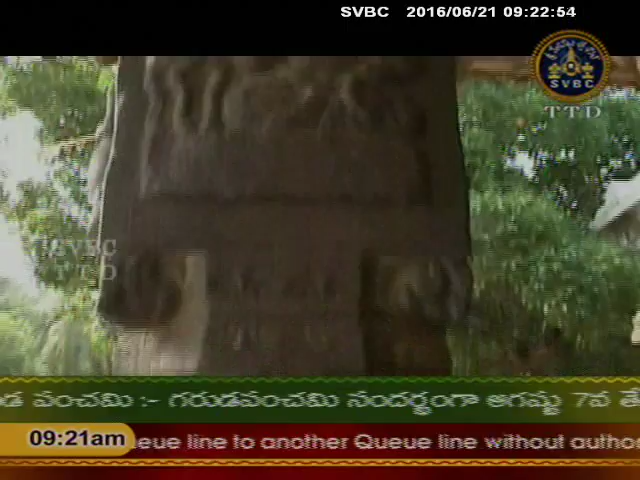 SVBC 2016/06/21 09:22:54
SVBC
TTD
SVBC
TTD
పంచమి :- గరుడపంచమి సందర్భంగా ఆగష్టు 7వ
09:21am
eue line to another Queue line without author